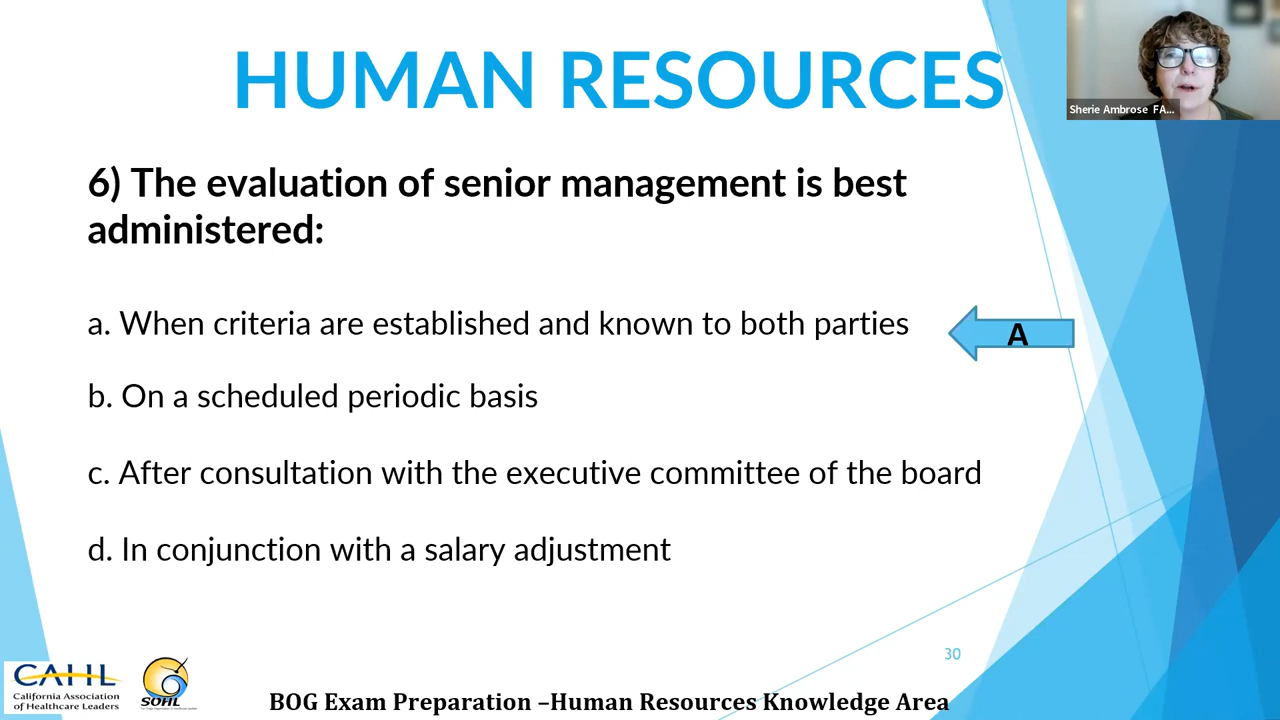 HUMAN RESOURCES
Sherie Ambrose FA...
6) The evaluation of senior management is best
administered:
a. When criteria are established and known to both parties
A
b. On a scheduled periodic basis
c. After consultation with the executive committee of the board
d. In conjunction with a salary adjustment
30
CAHL
California Association
of Healthcare Leaders
SOHL
BOG Exam Preparation –Human Resources Knowledge Area